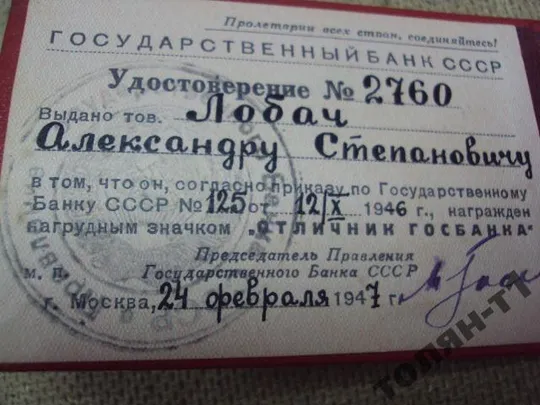 Пролетарии всех стран, соединяйтесь!
ГОСУДАРСТВЕННЫЙ БАНК СССР
Удостоверение № 2760
Выдано тов. Лобач
Александру Степановичу
в том, что он, согласно приказу по Государственному
Банку СССР № 125 от 12/X 1946 г., награжден
нагрудным значком "ОТЛИЧНИК ГОСБАНКА"
Председатель Правления
м. п. Государственного Банка СССР
г. Москва, 24 февраля 1947 г.
ТОЛЯН-ТТ